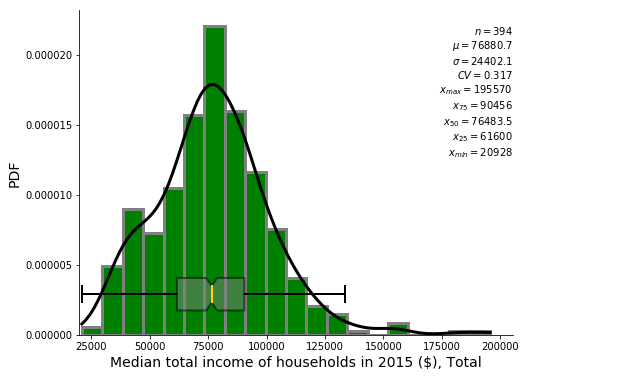 n = 394
μ = 76880.7
σ = 24402.1
CV = 0.317
x_max = 195570
x_75 = 90456
x_50 = 76483.5
x_25 = 61600
x_min = 20928
PDF
0.000020
0.000015
0.000010
0.000005
0.000000
25000 50000 75000 100000 125000 150000 175000 200000
Median total income of households in 2015 ($), Total